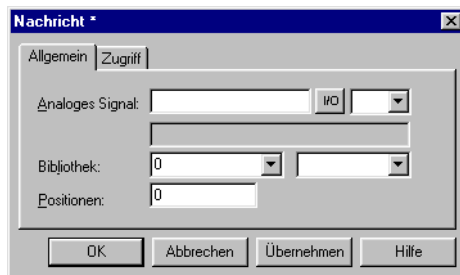 Nachricht *
Allgemein Zugriff
Analoges Signal: I/O
Bibliothek: 0
Positionen: 0
OK Abbrechen Übernehmen Hilfe